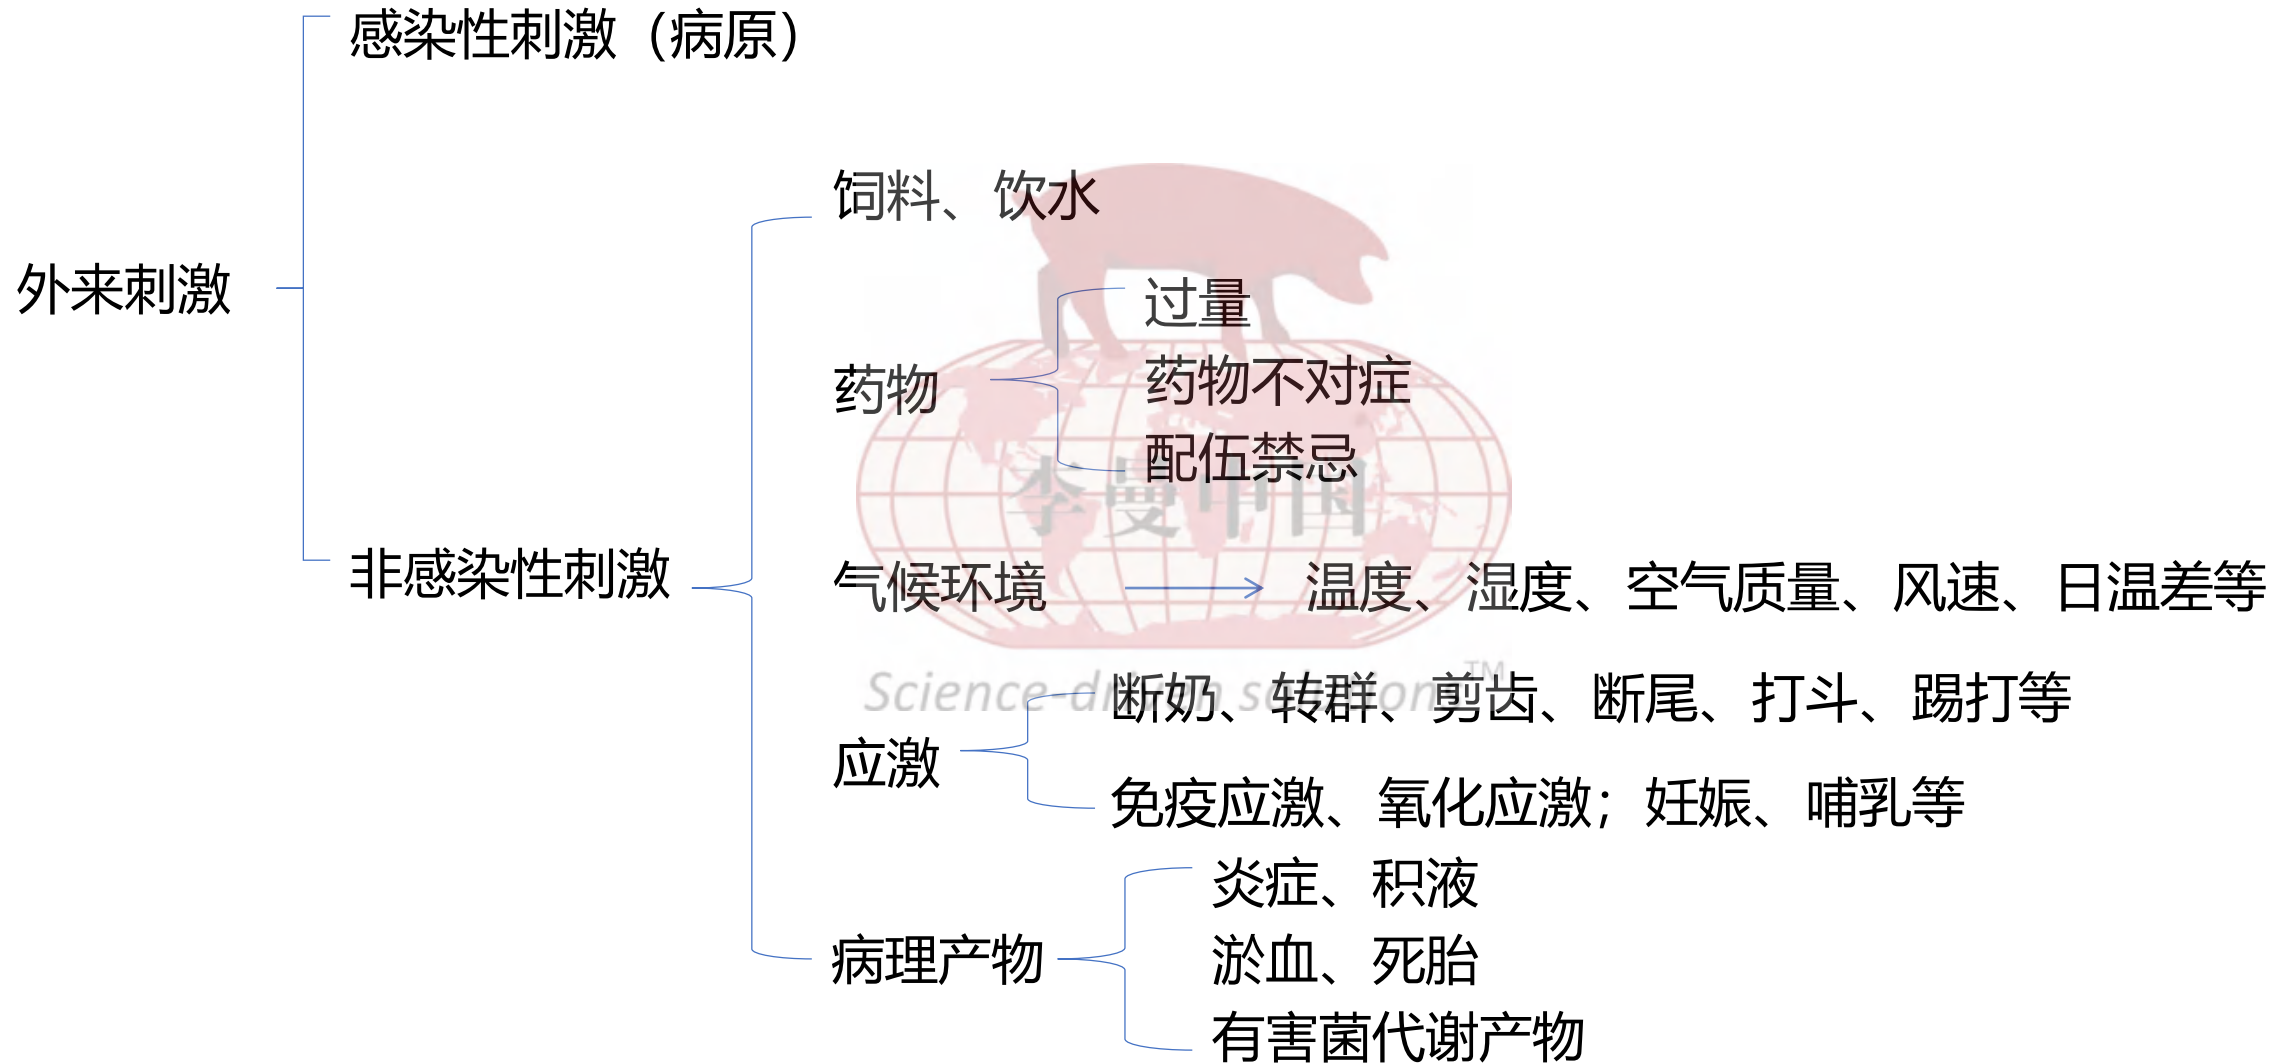 感染性刺激（病原）
外来刺激
非感染性刺激
饲料、饮水
药物
过量
药物不对症
配伍禁忌
李曼中国
气候环境
温度、湿度、空气质量、风速、日温差等
Science-driven solutions™
应激
断奶、转群、剪齿、断尾、打斗、踢打等
免疫应激、氧化应激；妊娠、哺乳等
病理产物
炎症、积液
淤血、死胎
有害菌代谢产物